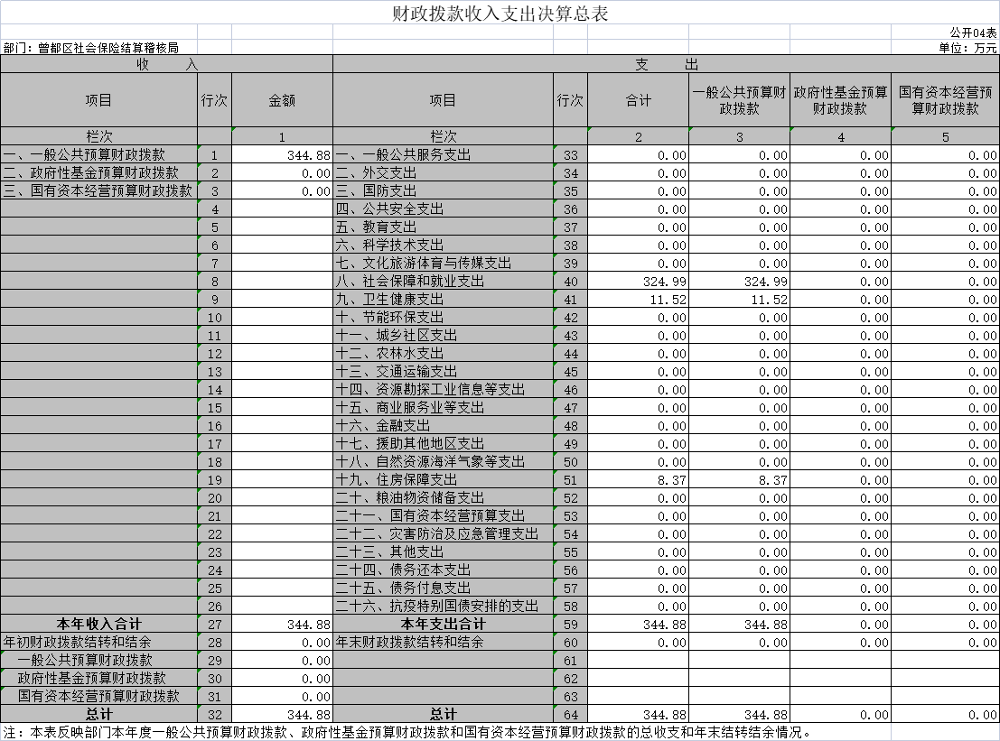 财政拨款收入支出决算总表
公开04表
部门：曾都区社会保险结算稽核局 单位：万元
收 入 支 出
项目 行次 金额 项目 行次 合计 一般公共预算财政拨款 政府性基金预算财政拨款 国有资本经营预算财政拨款
栏次 1 栏次 2 3 4 5
一、一般公共预算财政拨款 1 344.88 一、一般公共服务支出 33 0.00 0.00 0.00 0.00
二、政府性基金预算财政拨款 2 0.00 二、外交支出 34 0.00 0.00 0.00 0.00
三、国有资本经营预算财政拨款 3 0.00 三、国防支出 35 0.00 0.00 0.00 0.00
4 四、公共安全支出 36 0.00 0.00 0.00 0.00
5 五、教育支出 37 0.00 0.00 0.00 0.00
6 六、科学技术支出 38 0.00 0.00 0.00 0.00
7 七、文化旅游体育与传媒支出 39 0.00 0.00 0.00 0.00
8 八、社会保障和就业支出 40 324.99 324.99 0.00 0.00
9 九、卫生健康支出 41 11.52 11.52 0.00 0.00
10 十、节能环保支出 42 0.00 0.00 0.00 0.00
11 十一、城乡社区支出 43 0.00 0.00 0.00 0.00
12 十二、农林水支出 44 0.00 0.00 0.00 0.00
13 十三、交通运输支出 45 0.00 0.00 0.00 0.00
14 十四、资源勘探工业信息等支出 46 0.00 0.00 0.00 0.00
15 十五、商业服务业等支出 47 0.00 0.00 0.00 0.00
16 十六、金融支出 48 0.00 0.00 0.00 0.00
17 十七、援助其他地区支出 49 0.00 0.00 0.00 0.00
18 十八、自然资源海洋气象等支出 50 0.00 0.00 0.00 0.00
19 十九、住房保障支出 51 8.37 8.37 0.00 0.00
20 二十、粮油物资储备支出 52 0.00 0.00 0.00 0.00
21 二十一、国有资本经营预算支出 53 0.00 0.00 0.00 0.00
22 二十二、灾害防治及应急管理支出 54 0.00 0.00 0.00 0.00
23 二十三、其他支出 55 0.00 0.00 0.00 0.00
24 二十四、债务还本支出 56 0.00 0.00 0.00 0.00
25 二十五、债务付息支出 57 0.00 0.00 0.00 0.00
26 二十六、抗疫特别国债安排的支出 58 0.00 0.00 0.00 0.00
本年收入合计 27 344.88 本年支出合计 59 344.88 344.88 0.00 0.00
年初财政拨款结转和结余 28 0.00 年末财政拨款结转和结余 60 0.00 0.00 0.00 0.00
一般公共预算财政拨款 29 0.00 61
政府性基金预算财政拨款 30 0.00 62
国有资本经营预算财政拨款 31 0.00 63
总计 32 344.88 总计 64 344.88 344.88 0.00 0.00
注：本表反映部门本年度一般公共预算财政拨款、政府性基金预算财政拨款和国有资本经营预算财政拨款的总收支和年末结转结余情况。